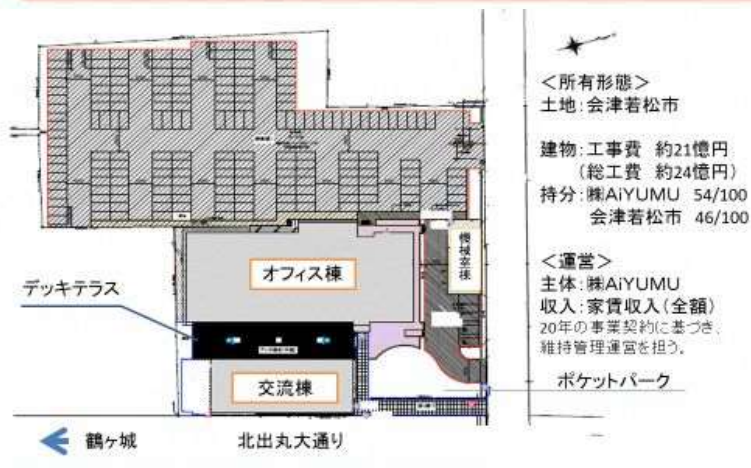 ＜所有形態＞
土地：会津若松市
建物：工事費 約21億円
（総工費 約24億円）
持分：㈱AiYUMU 54/100
会津若松市 46/100
＜運営＞
主体：㈱AiYUMU
収入：家賃収入（全額）
20年の事業契約に基づき、
維持管理運営を担う。
機械室棟
オフィス棟
デッキテラス
交流棟
ポケットパーク
鶴ヶ城
北出丸大通り